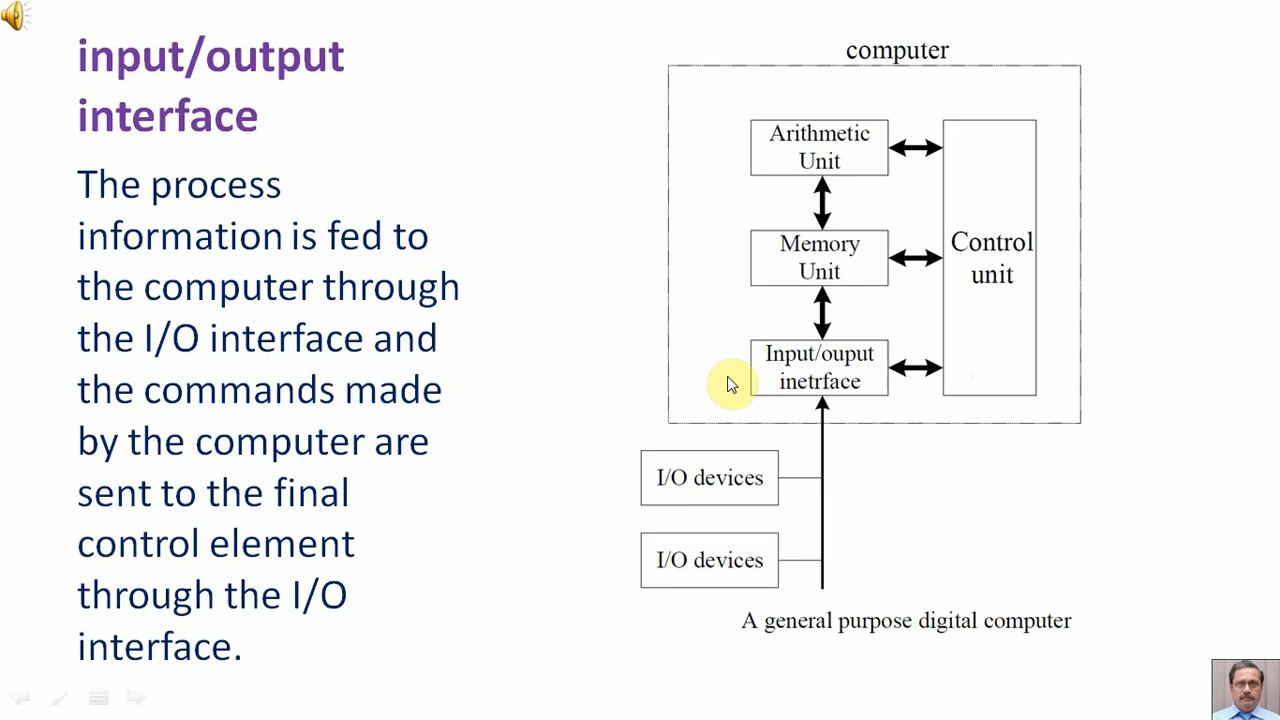 input/output
interface
The process
information is fed to
the computer through
the I/O interface and
the commands made
by the computer are
sent to the final
control element
through the I/O
interface.
computer
Arithmetic
Unit
Memory
Unit
Control
unit
Input/ouput
inetrface
I/O devices
I/O devices
A general purpose digital computer